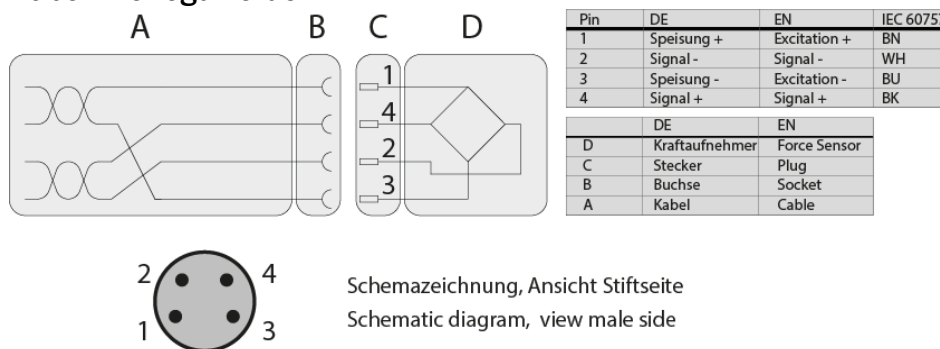 A B C D
1
4
2
3
Pin DE EN IEC 6075
1 Speisung + Excitation + BN
2 Signal - Signal - WH
3 Speisung - Excitation - BU
4 Signal + Signal + BK
DE EN
D Kraftaufnehmer Force Sensor
C Stecker Plug
B Buchse Socket
A Kabel Cable
2 4
1 3
Schemazeichnung, Ansicht Stiftseite
Schematic diagram, view male side